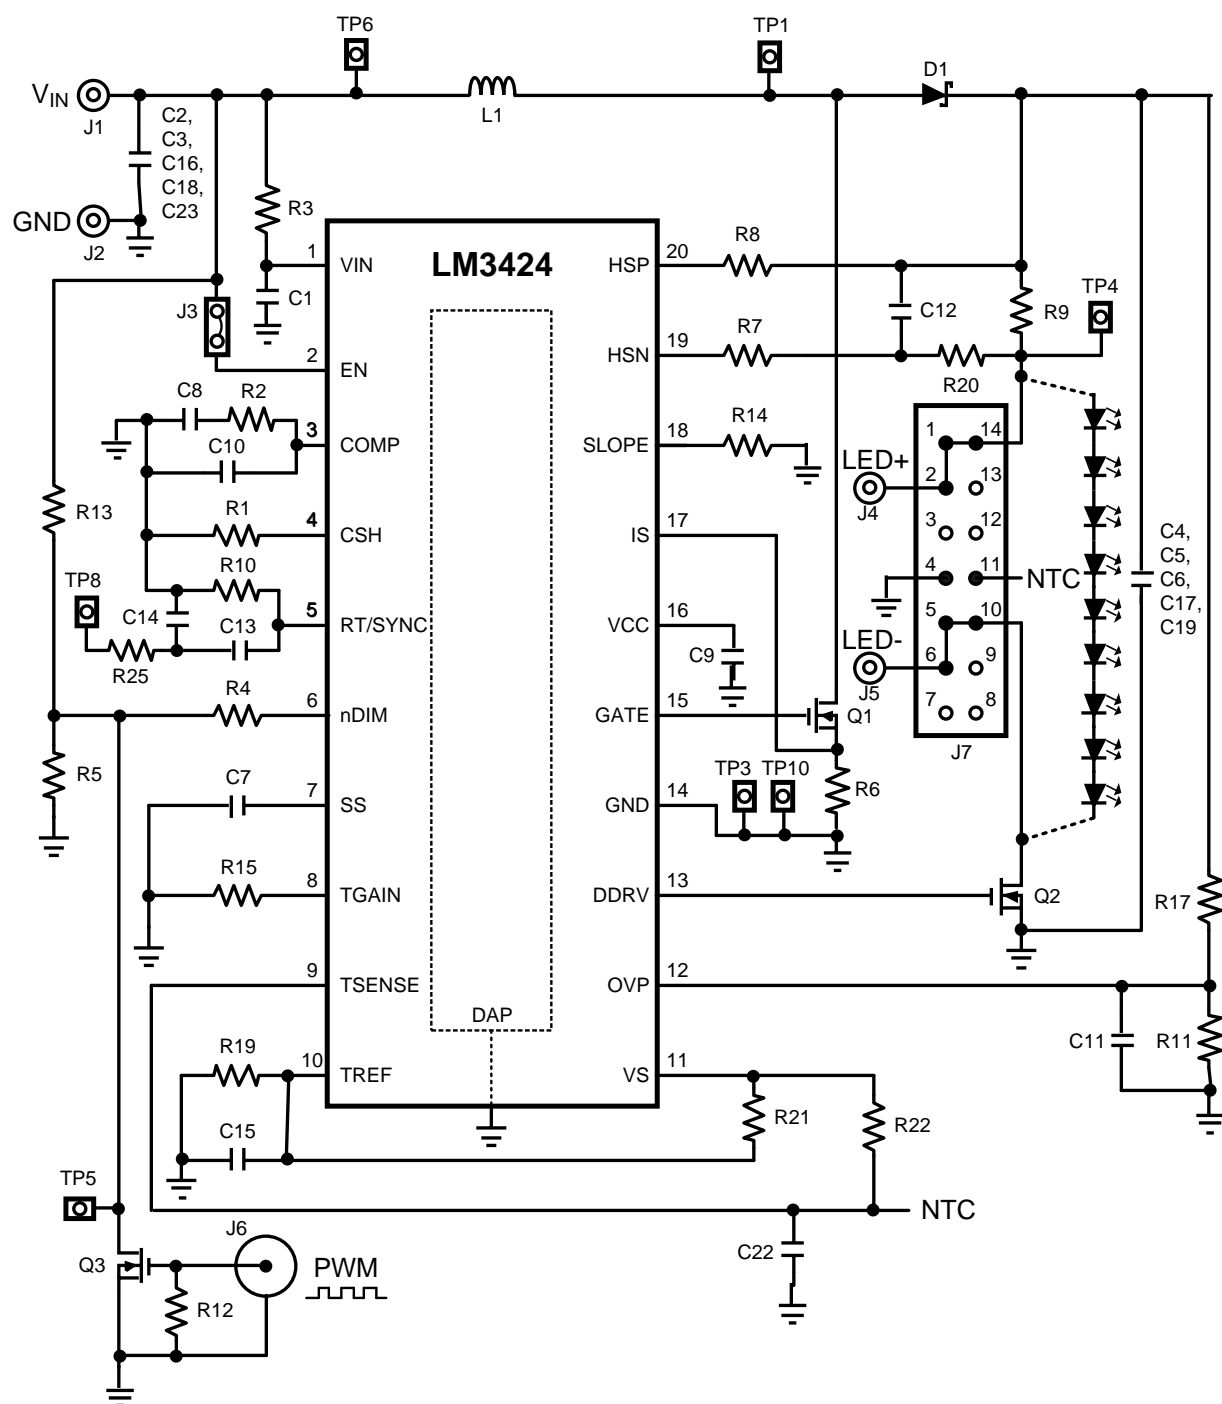 TP6
TP1
VIN
J1
C2,
C3,
C16,
C18,
C23
L1
D1
GND
J2
R3
1
VIN
LM3424
HSP
20
R8
C1
J3
C12
R9
TP4
2
EN
HSN
19
R7
R20
C8
R2
3
COMP
C10
SLOPE
18
R14
1
14
LED+
2
13
J4
R13
R1
4
CSH
IS
17
3
12
C4,
C5,
C6,
C17,
C19
4
11
NTC
TP8
R10
C14
C13
5
RT/SYNC
VCC
16
C9
5
10
LED-
6
9
J5
R25
R4
6
nDIM
GATE
15
Q1
7
8
J7
R5
C7
7
SS
GND
14
TP3
TP10
R6
R15
8
TGAIN
DDRV
13
Q2
R17
9
TSENSE
OVP
12
DAP
C11
R11
R19
10
TREF
VS
11
R21
R22
C15
TP5
NTC
J6
Q3
PWM
C22
R12